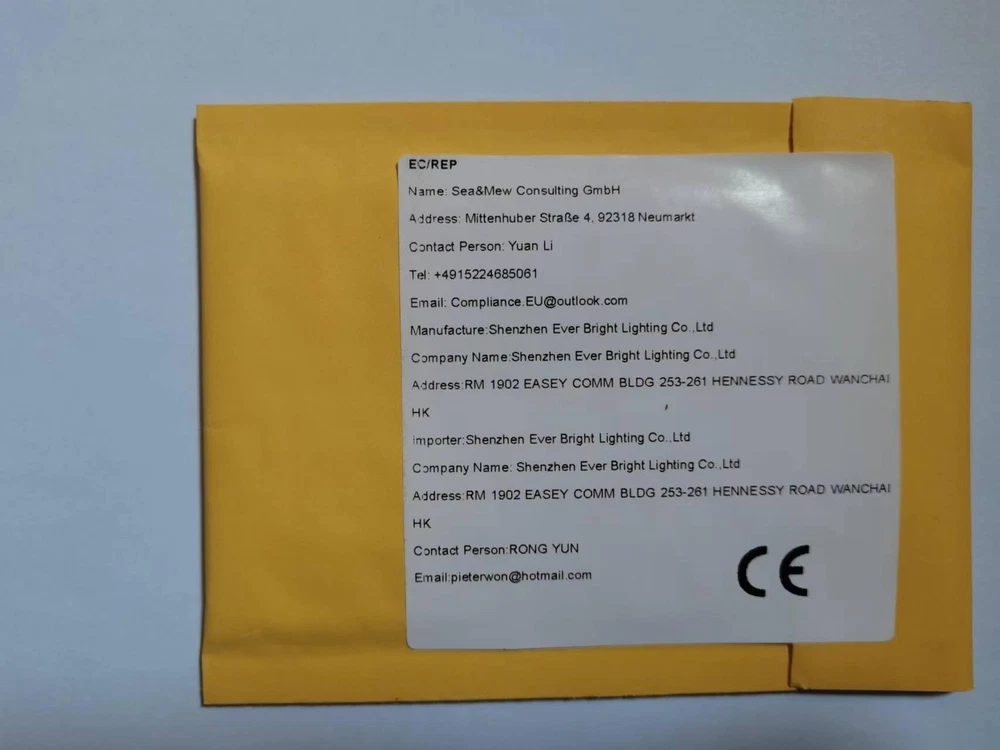 EC/REP
Name: Sea&Mew Consulting GmbH
Address: Mittenhuber Straße 4, 92318 Neumarkt
Contact Person: Yuan Li
Tel: +4915224685061
Email: Compliance.EU@outlook.com
Manufacture:Shenzhen Ever Bright Lighting Co.,Ltd
Company Name:Shenzhen Ever Bright Lighting Co.,Ltd
Address:RM 1902 EASEY COMM BLDG 253-261 HENNESSY ROAD WANCHAI
HK
Importer:Shenzhen Ever Bright Lighting Co.,Ltd
Company Name: Shenzhen Ever Bright Lighting Co.,Ltd
Address:RM 1902 EASEY COMM BLDG 253-261 HENNESSY ROAD WANCHAI
HK
Contact Person:RONG YUN
Email:pieterwon@hotmail.com
CE